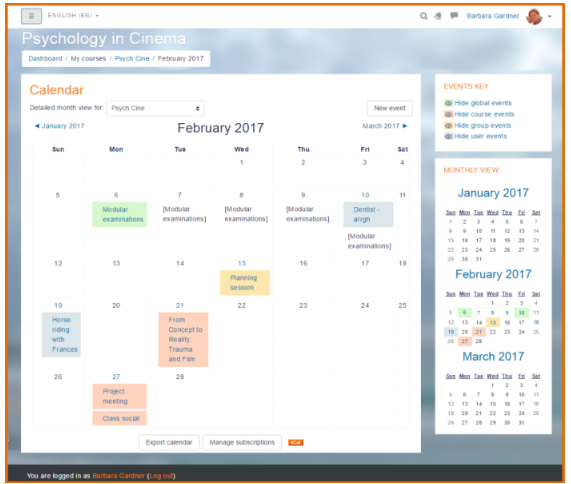 ENGLISH (EN)
Barbara Gardner
Psychology in Cinema
Dashboard / My courses / Psych Cine / February 2017
Calendar
Detailed month view for: Psych Cine
New event
◄ January 2017
February 2017
March 2017 ►
Sun Mon Tue Wed Thu Fri Sat
1 2 3 4
5 6 7 8 9 10 11
Modular
examinations
[Modular
examinations]
[Modular
examinations]
[Modular
examinations]
Dentist -
arrgh
[Modular
examinations]
12 13 14 15 16 17 18
Planning
session
19 20 21 22 23 24 25
Horse
riding
with
Frances
From
Concept to
Reality:
Trauma
and Film
26 27 28
Project
meeting
Class social
Export calendar
Manage subscriptions
iCal
EVENTS KEY
Hide global events
Hide course events
Hide group events
Hide user events
MONTHLY VIEW
January 2017
Sun Mon Tue Wed Thu Fri Sat
1 2 3 4 5 6 7
8 9 10 11 12 13 14
15 16 17 18 19 20 21
22 23 24 25 26 27 28
29 30 31
February 2017
Sun Mon Tue Wed Thu Fri Sat
1 2 3 4
5 6 7 8 9 10 11
12 13 14 15 16 17 18
19 20 21 22 23 24 25
26 27 28
March 2017
Sun Mon Tue Wed Thu Fri Sat
1 2 3 4
5 6 7 8 9 10 11
12 13 14 15 16 17 18
19 20 21 22 23 24 25
26 27 28 29 30 31
You are logged in as Barbara Gardner (Log out)